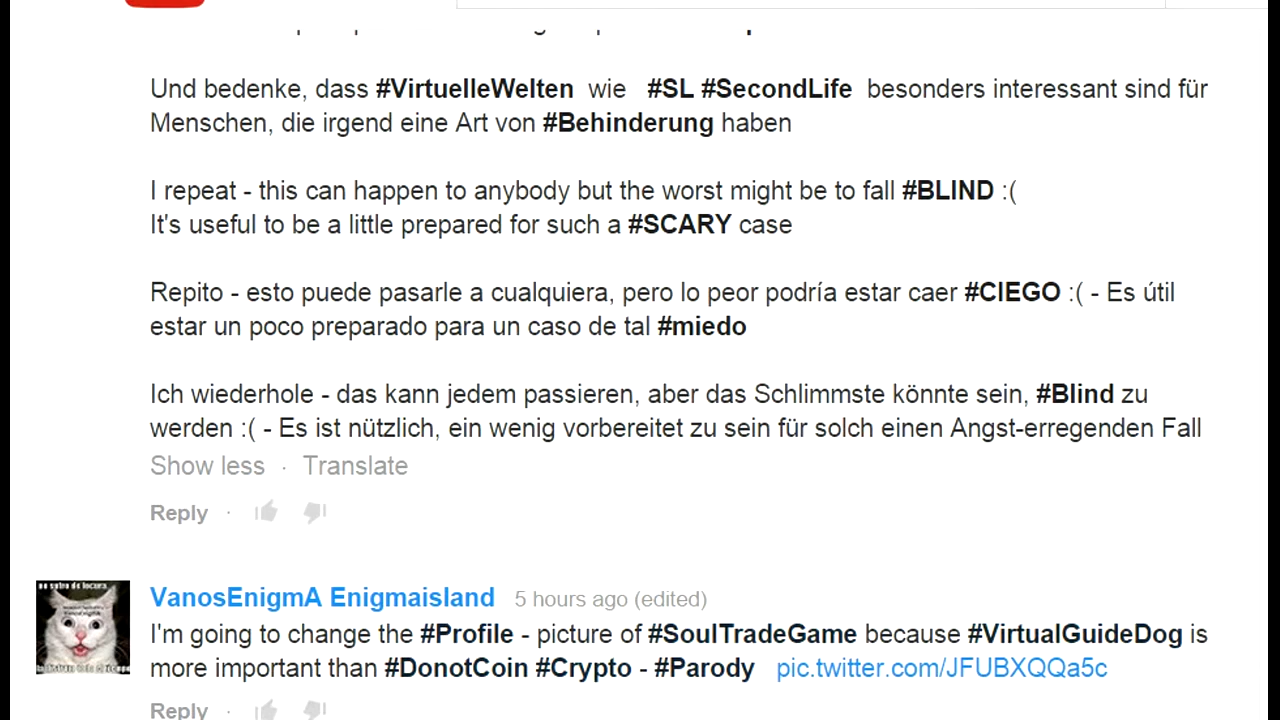 Und bedenke, dass #VirtuelleWelten wie #SL #SecondLife besonders interessant sind für
Menschen, die irgend eine Art von #Behinderung haben
I repeat - this can happen to anybody but the worst might be to fall #BLIND :(
It's useful to be a little prepared for such a #SCARY case
Repito - esto puede pasarle a cualquiera, pero lo peor podría estar caer #CIEGO :( - Es útil
estar un poco preparado para un caso de tal #miedo
Ich wiederhole - das kann jedem passieren, aber das Schlimmste könnte sein, #Blind zu
werden :( - Es ist nützlich, ein wenig vorbereitet zu sein für solch einen Angst-erregenden Fall
Show less · Translate
Reply ·
VanosEnigmA Enigmaisland 5 hours ago (edited)
I'm going to change the #Profile - picture of #SoulTradeGame because #VirtualGuideDog is
more important than #DonotCoin #Crypto - #Parody pic.twitter.com/JFUBXQQa5c
Reply ·